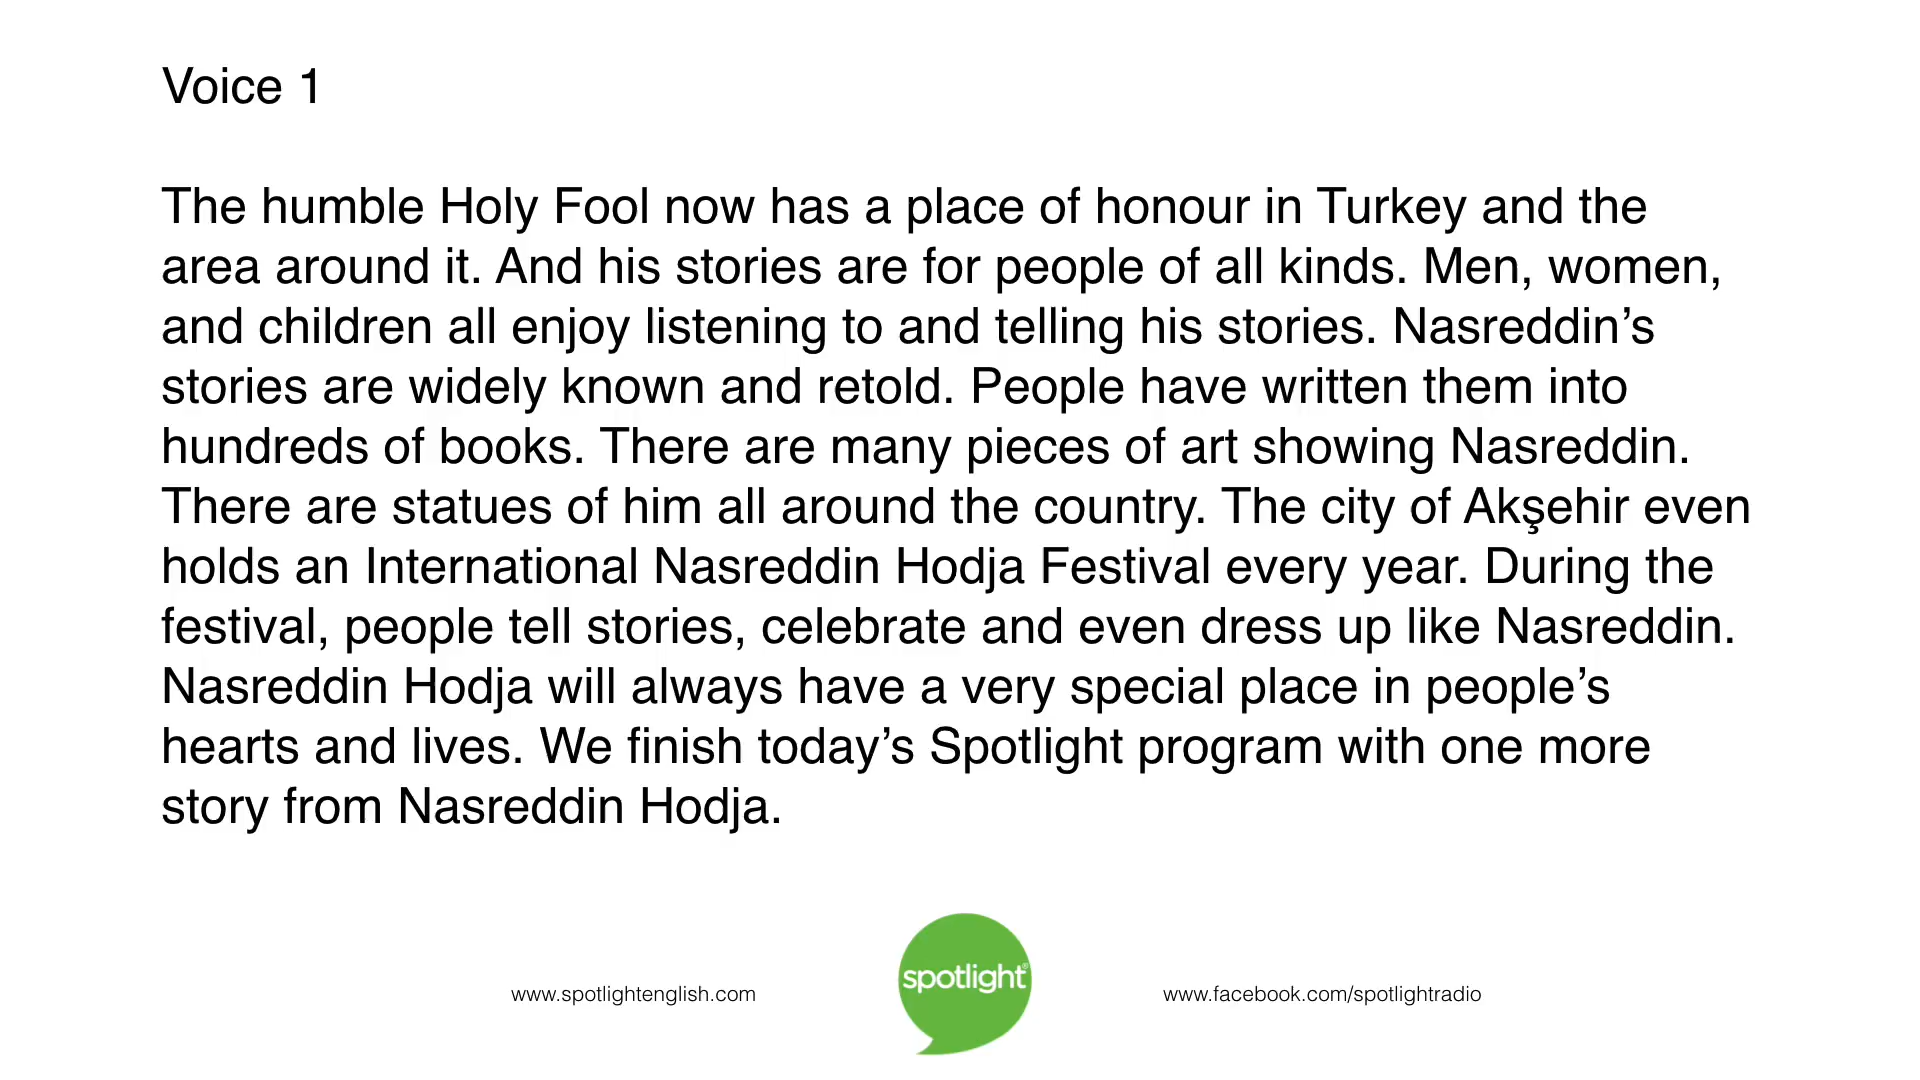 Voice 1
The humble Holy Fool now has a place of honour in Turkey and the
area around it. And his stories are for people of all kinds. Men, women,
and children all enjoy listening to and telling his stories. Nasreddin’s
stories are widely known and retold. People have written them into
hundreds of books. There are many pieces of art showing Nasreddin.
There are statues of him all around the country. The city of Akşehir even
holds an International Nasreddin Hodja Festival every year. During the
festival, people tell stories, celebrate and even dress up like Nasreddin.
Nasreddin Hodja will always have a very special place in people’s
hearts and lives. We finish today’s Spotlight program with one more
story from Nasreddin Hodja.
www.spotlightenglish.com
spotlight®
www.facebook.com/spotlightradio